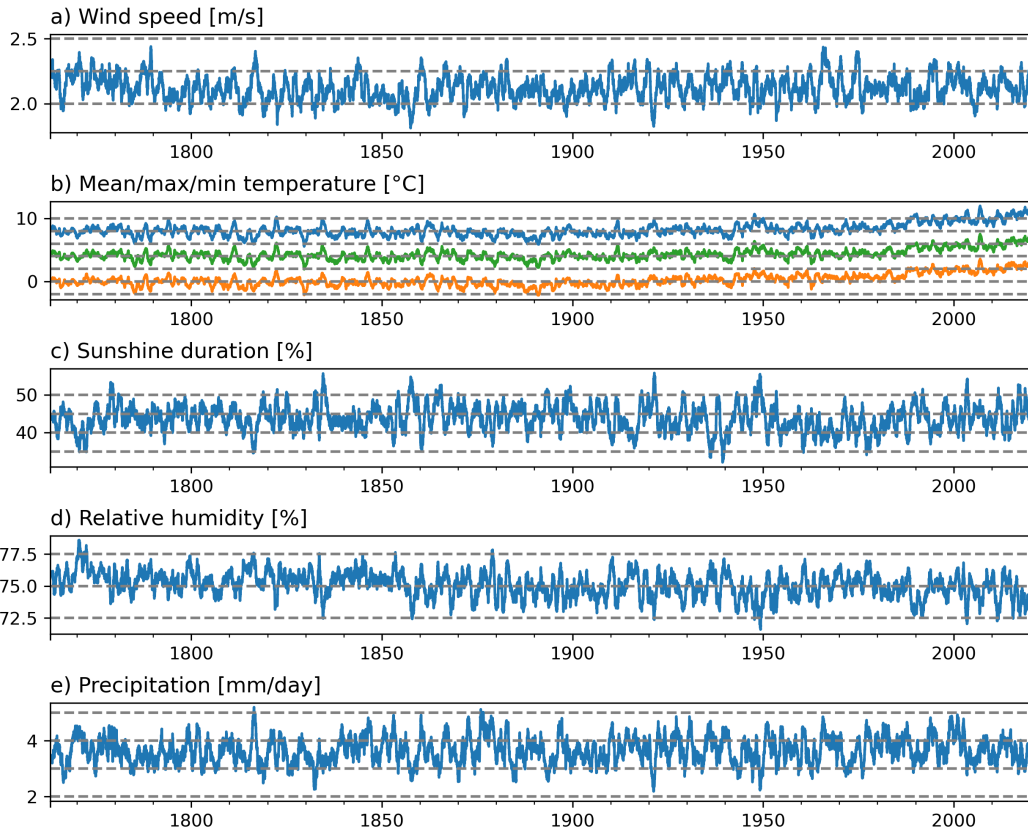 a) Wind speed [m/s]
2.5
2.0
1800 1850 1900 1950 2000
b) Mean/max/min temperature [°C]
10
0
1800 1850 1900 1950 2000
c) Sunshine duration [%]
50
40
1800 1850 1900 1950 2000
d) Relative humidity [%]
77.5
75.0
72.5
1800 1850 1900 1950 2000
e) Precipitation [mm/day]
4
2
1800 1850 1900 1950 2000